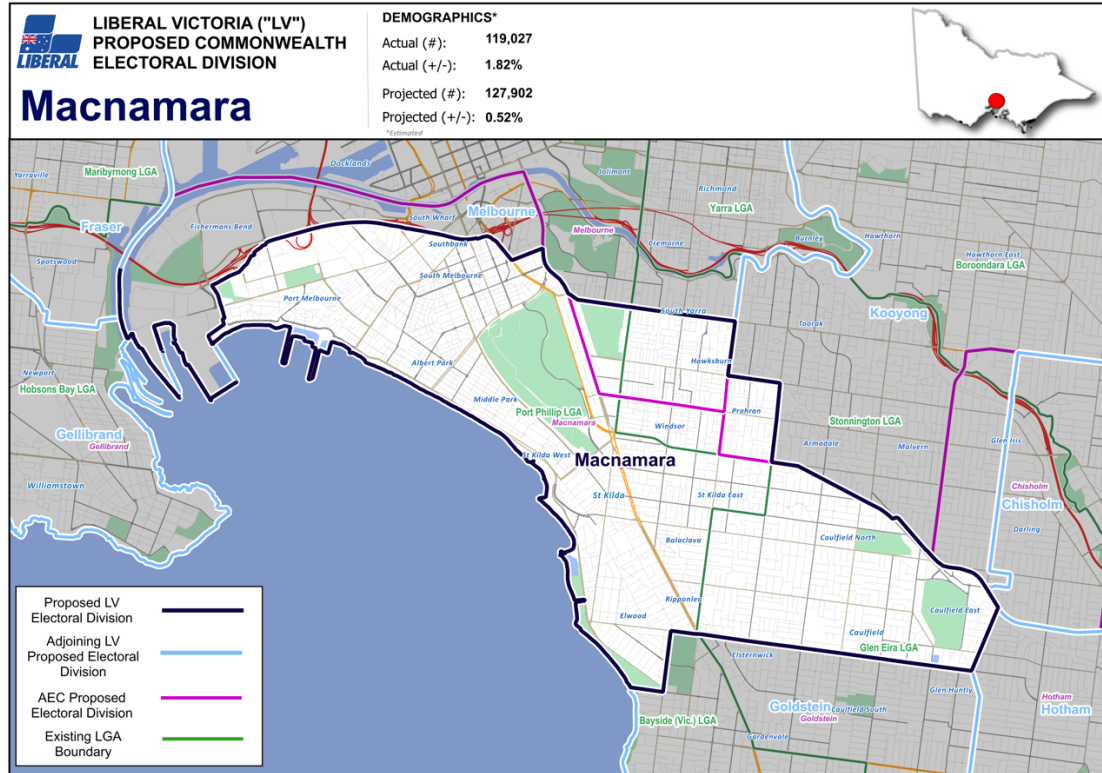 LIBERAL
LIBERAL VICTORIA ("LV")
PROPOSED COMMONWEALTH
ELECTORAL DIVISION
Macnamara
DEMOGRAPHICS*
Actual (#): 119,027
Actual (+/-): 1.82%
Projected (#): 127,902
Projected (+/-): 0.52%
*Estimated
Docklands
Yarraville
Maribyrnong LGA
Jolimont
Richmond
Yarra LGA
Fraser
Fishermans Bend
South Wharf
Melbourne
Melbourne
Cremorne
Burnley
Hawthorn
Spotswood
Southbank
Hawthorn East
Boroondara LGA
South Melbourne
Port Melbourne
South Yarra
Toorak
Kooyong
Newport
Hobsons Bay LGA
Albert Park
Hawksburn
Middle Park
Port Phillip LGA
Macnamara
Prahran
Stonnington LGA
Windsor
Armadale
Malvern
Glen Iris
Gellibrand
Gellibrand
St Kilda West
Macnamara
Williamstown
St Kilda
St Kilda East
Chisholm
Chisholm
Darling
Balaclava
Caulfield North
Ripponlea
Elwood
Caulfield East
Caulfield
Glen Eira LGA
Elsternwick
Glen Huntly
Goldstein
Goldstein
Caulfield South
Hotham
Hotham
Bayside (Vic.) LGA
Gardenvale
Proposed LV
Electoral Division
Adjoining LV
Proposed Electoral
Division
AEC Proposed
Electoral Division
Existing LGA
Boundary